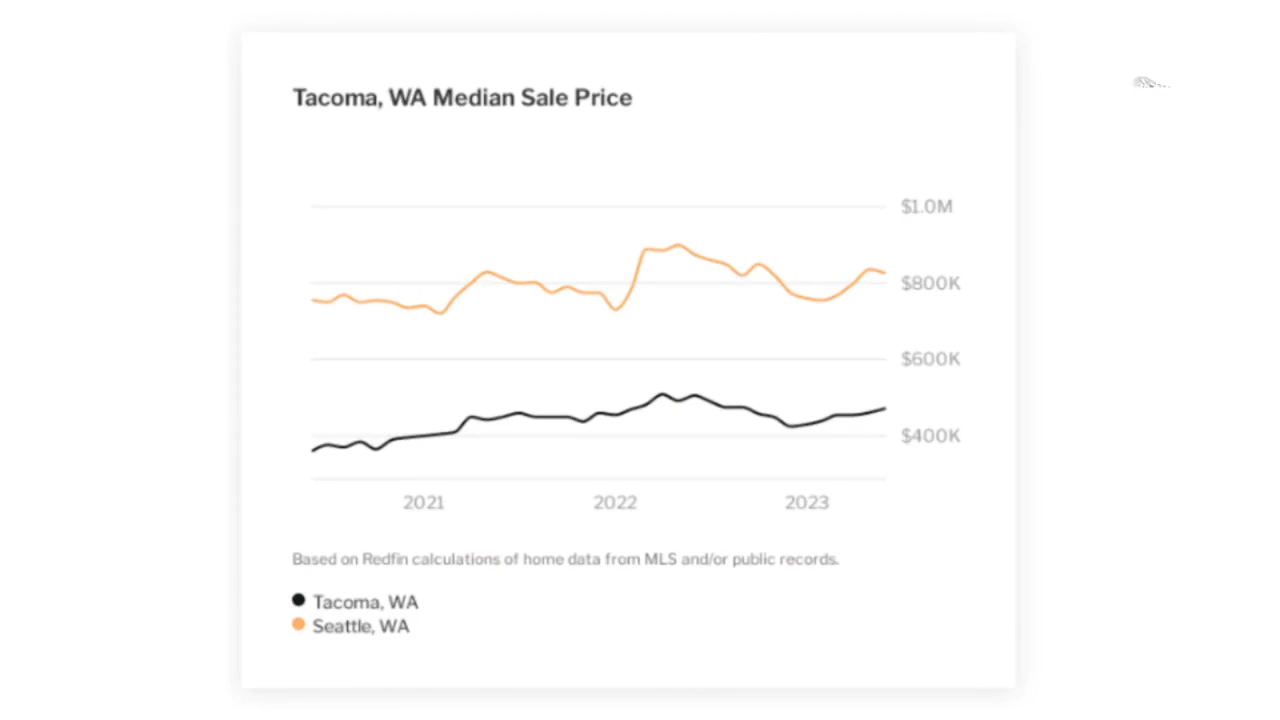 Tacoma, WA Median Sale Price
$1.0M
$800K
$600K
$400K
2021 2022 2023
Based on Redfin calculations of home data from MLS and/or public records.
Tacoma, WA
Seattle, WA